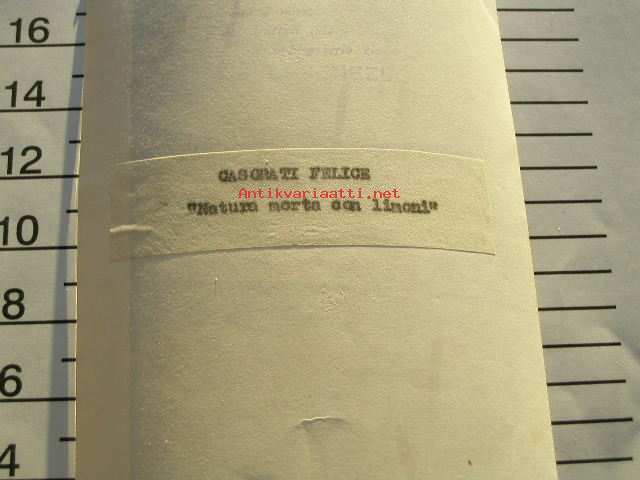 16
14
12
10
8
6
4
CASORATI FELICE
Antikvariaatti.net
"Natura morta con limoni"